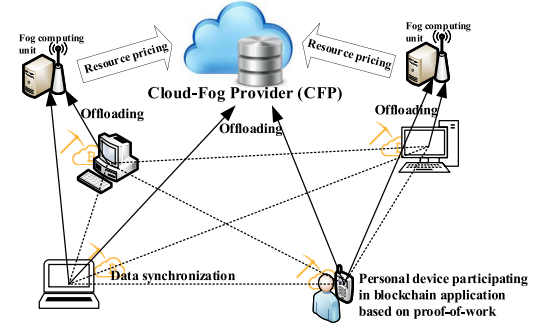 Fog computing
unit
Resource pricing
Resource pricing
Fog computing
unit
Cloud-Fog Provider (CFP)
Offloading
Offloading
Offloading
Data synchronization
Personal device participating
in blockchain application
based on proof-of-work